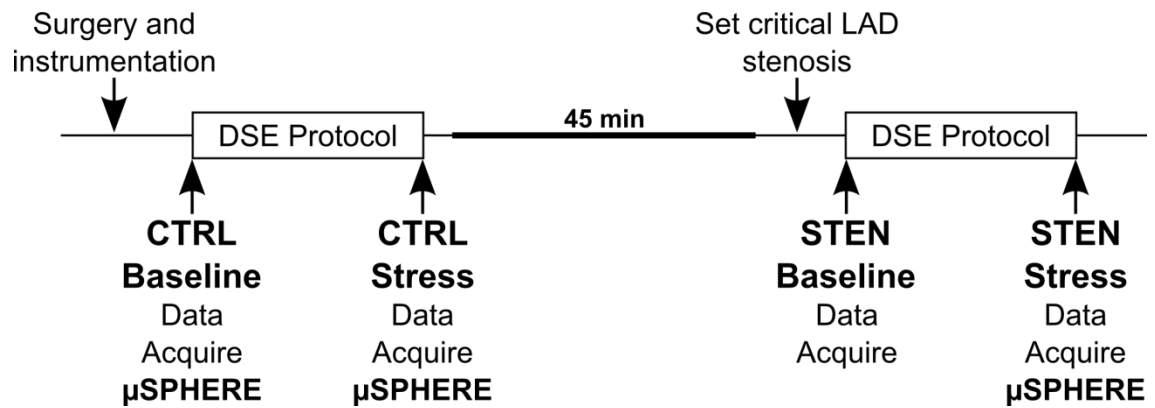 Surgery and
instrumentation
Set critical LAD
stenosis
DSE Protocol
45 min
DSE Protocol
CTRL
Baseline
Data
Acquire
µSPHERE
CTRL
Stress
Data
Acquire
µSPHERE
STEN
Baseline
Data
Acquire
STEN
Stress
Data
Acquire
µSPHERE